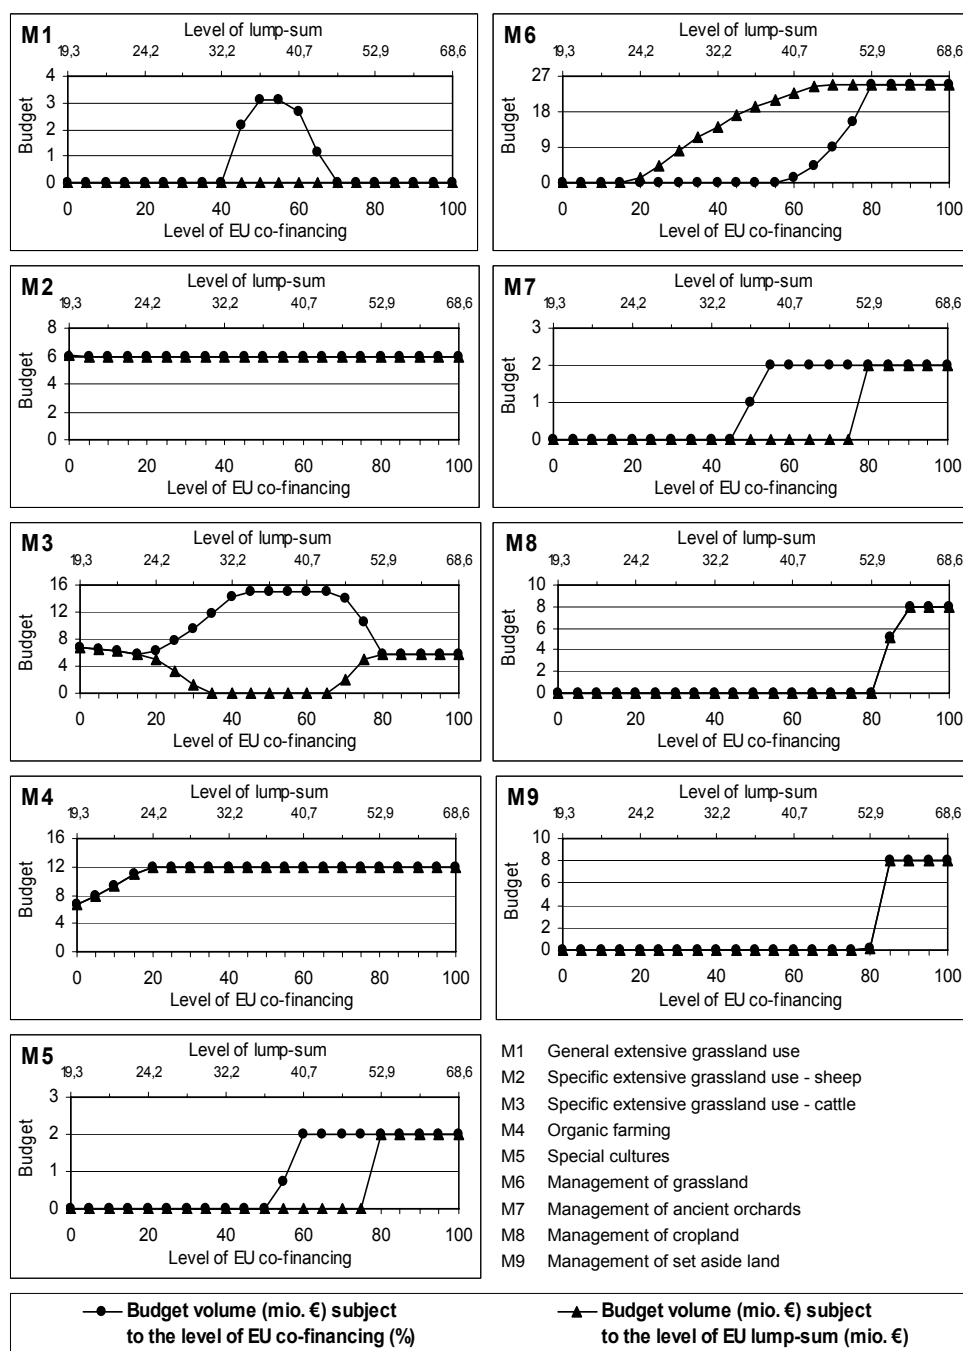 M1
Level of lump-sum
19,3 24,2 32,2 40,7 52,9 68,6
4
3
2
1
0
Budget
0 20 40 60 80 100
Level of EU co-financing
M2
Level of lump-sum
19,3 24,2 32,2 40,7 52,9 68,6
8
6
4
2
0
Budget
0 20 40 60 80 100
Level of EU co-financing
M3
Level of lump-sum
19,3 24,2 32,2 40,7 52,9 68,6
16
12
8
4
0
Budget
0 20 40 60 80 100
Level of EU co-financing
M4
Level of lump-sum
19,3 24,2 32,2 40,7 52,9 68,6
16
12
8
4
0
Budget
0 20 40 60 80 100
Level of EU co-financing
M5
Level of lump-sum
19,3 24,2 32,2 40,7 52,9 68,6
3
2
1
0
Budget
0 20 40 60 80 100
Level of EU co-financing
M6
Level of lump-sum
19,3 24,2 32,2 40,7 52,9 68,6
27
18
9
0
Budget
0 20 40 60 80 100
Level of EU co-financing
M7
Level of lump-sum
19,3 24,2 32,2 40,7 52,9 68,6
3
2
1
0
Budget
0 20 40 60 80 100
Level of EU co-financing
M8
Level of lump-sum
19,3 24,2 32,2 40,7 52,9 68,6
10
8
6
4
2
0
Budget
0 20 40 60 80 100
Level of EU co-financing
M9
Level of lump-sum
19,3 24,2 32,2 40,7 52,9 68,6
10
8
6
4
2
0
Budget
0 20 40 60 80 100
Level of EU co-financing
M1 General extensive grassland use
M2 Specific extensive grassland use - sheep
M3 Specific extensive grassland use - cattle
M4 Organic farming
M5 Special cultures
M6 Management of grassland
M7 Management of ancient orchards
M8 Management of cropland
M9 Management of set aside land
Budget volume (mio. €) subject
to the level of EU co-financing (%)
Budget volume (mio. €) subject
to the level of EU lump-sum (mio. €)